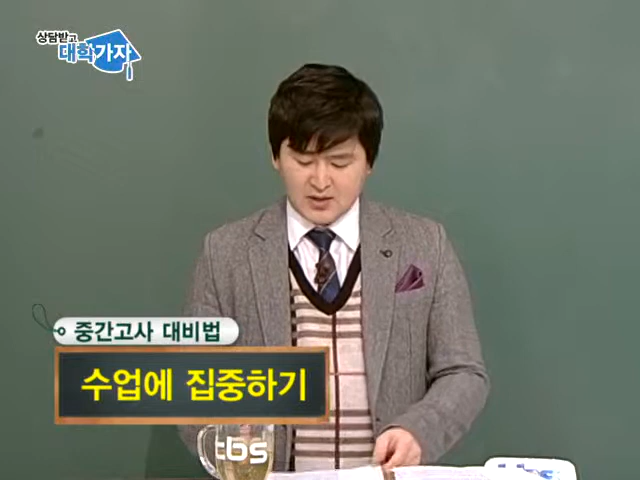 상담받고
대학가자
중간고사 대비법
수업에 집중하기
tbs
tbs